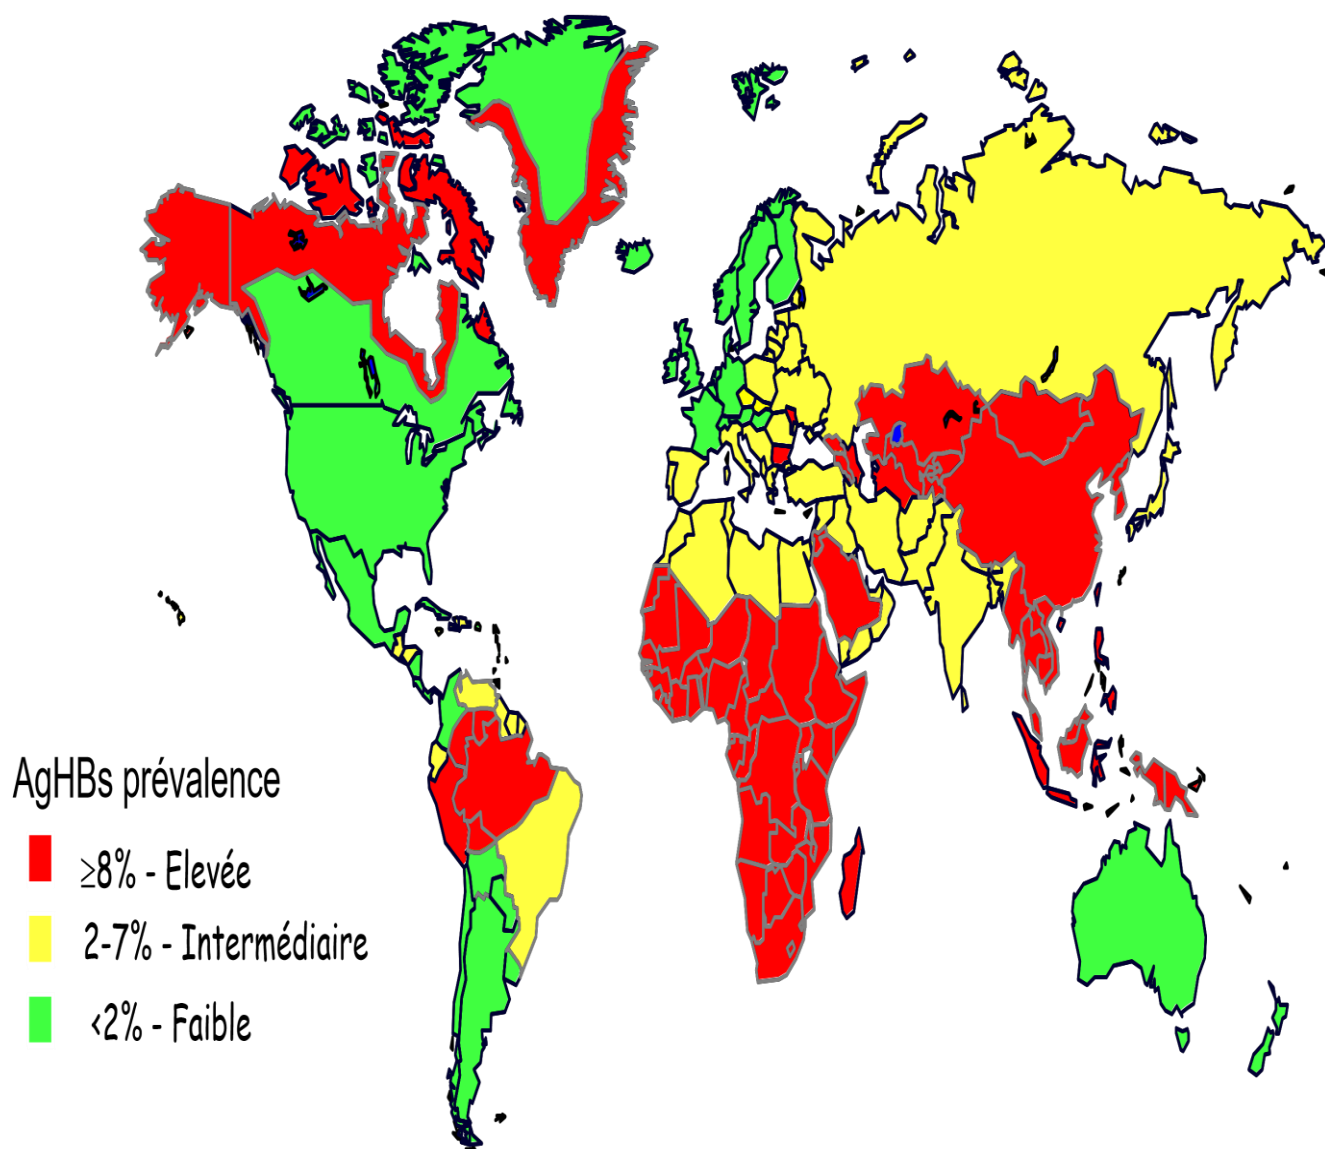 AgHBs prévalence
≥8% - Elevée
2-7% - Intermédiaire
<2% - Faible